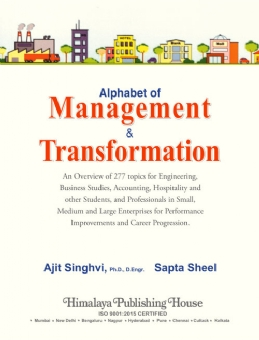 Alphabet of
Management
&
Transformation
An Overview of 277 topics for Engineering,
Business Studies, Accounting, Hospitality and
other Students, and Professionals in Small,
Medium and Large Enterprises for Performance
Improvements and Career Progression.
Ajit Singhvi, Ph.D., D.Engr. Sapta Sheel
Himalaya Publishing House
ISO 9001:2015 CERTIFIED
• Mumbai • New Delhi • Bengaluru • Nagpur • Hyderabad • Pune • Chennai • Cuttack • Kolkata